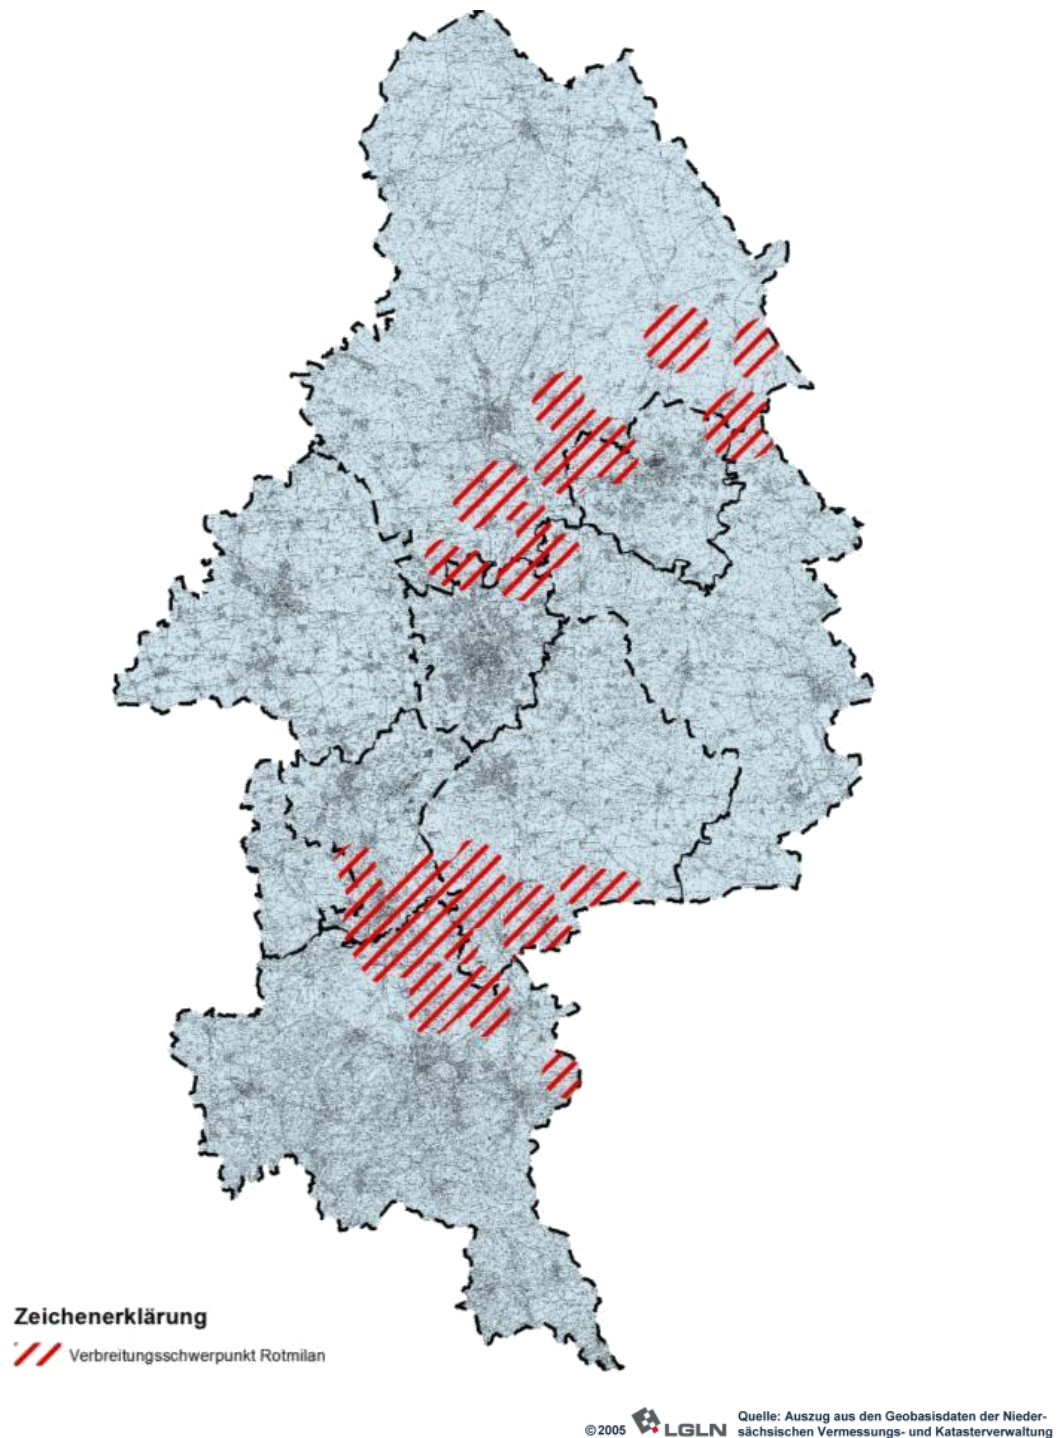 Zeichenerklärung
Verbreitungsschwerpunkt Rotmilan
© 2005 LGLN Quelle: Auszug aus den Geobasisdaten der Nieder-
sächsischen Vermessungs- und Katasterverwaltung